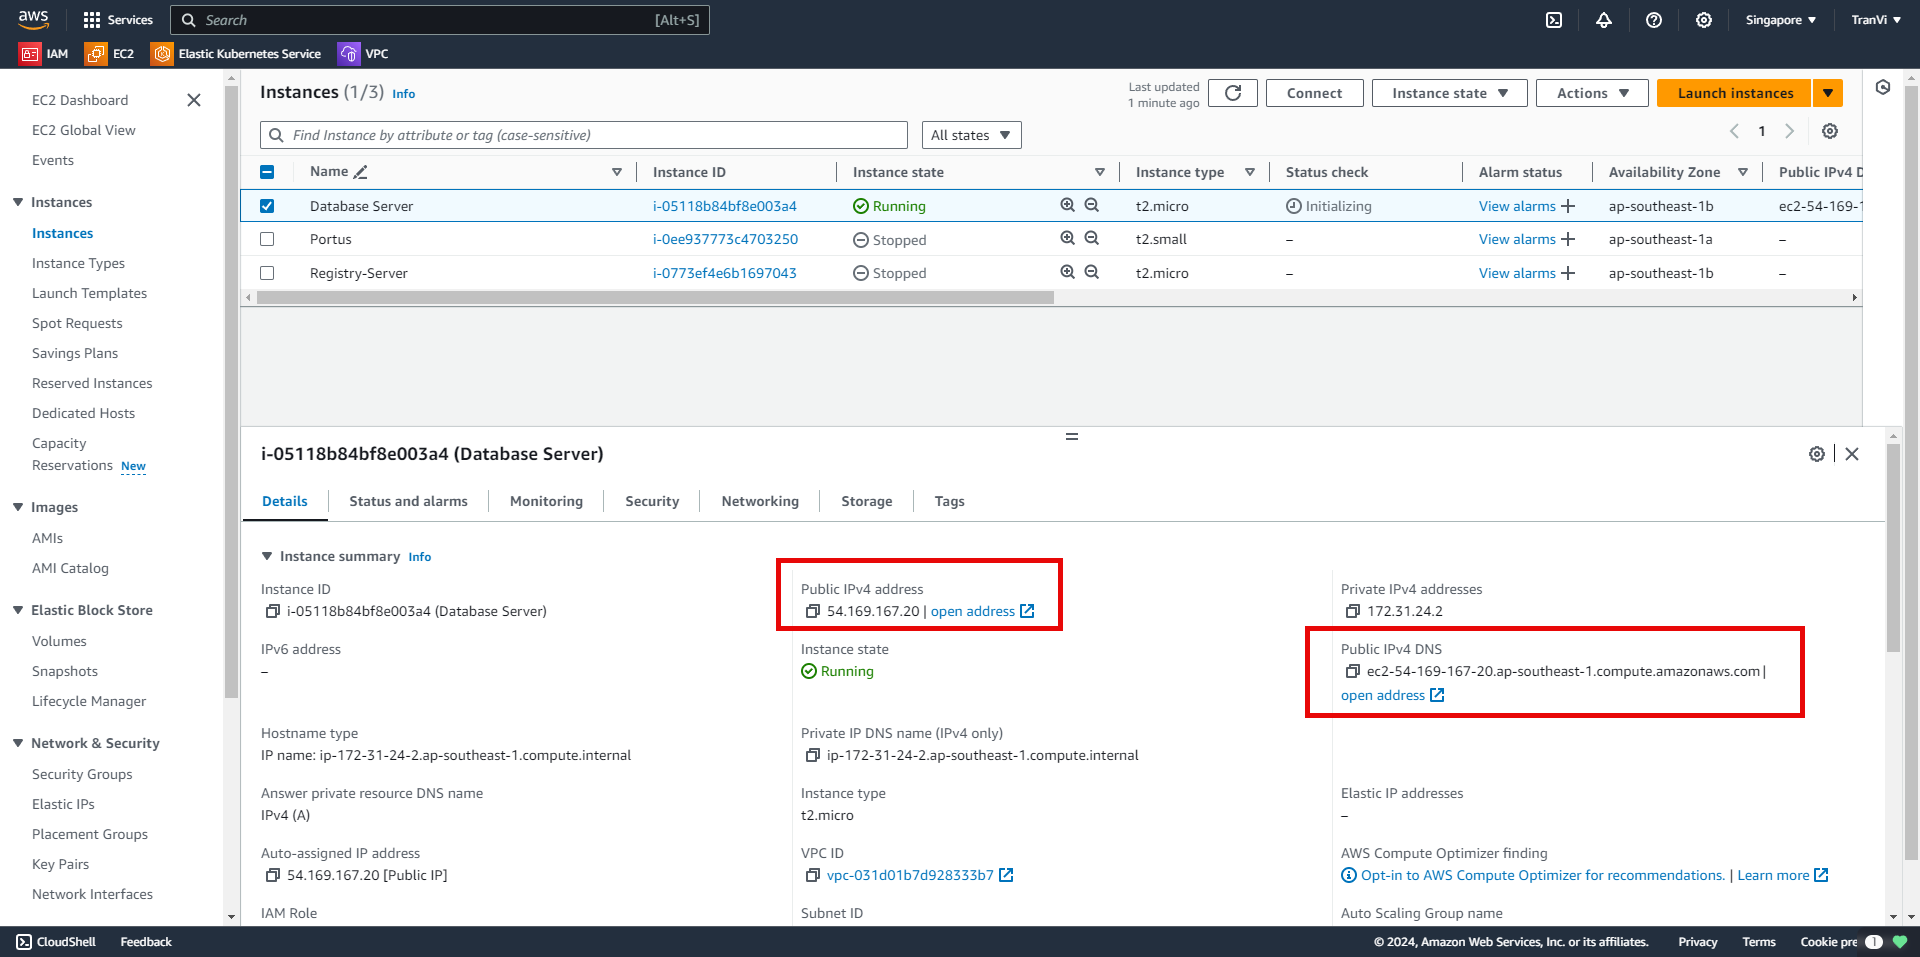 aws
Services
Search
[Alt+S]
Singapore
TranVi
IAM
EC2
Elastic Kubernetes Service
VPC
EC2 Dashboard
EC2 Global View
Events
Instances
Instances
Instance Types
Launch Templates
Spot Requests
Savings Plans
Reserved Instances
Dedicated Hosts
Capacity
Reservations New
Images
AMIs
AMI Catalog
Elastic Block Store
Volumes
Snapshots
Lifecycle Manager
Network & Security
Security Groups
Elastic IPs
Placement Groups
Key Pairs
Network Interfaces
Instances (1/3) Info
Last updated
1 minute ago
Connect
Instance state
Actions
Launch instances
Find Instance by attribute or tag (case-sensitive)
All states
1
Name Instance ID Instance state Instance type Status check Alarm status Availability Zone Public IPv4 D
Database Server i-05118b84bf8e003a4 Running t2.micro Initializing View alarms ap-southeast-1b ec2-54-169-1
Portus i-0ee937773c4703250 Stopped t2.small – View alarms ap-southeast-1a –
Registry-Server i-0773ef4e6b1697043 Stopped t2.micro – View alarms ap-southeast-1b –
i-05118b84bf8e003a4 (Database Server)
Details Status and alarms Monitoring Security Networking Storage Tags
Instance summary Info
Instance ID
i-05118b84bf8e003a4 (Database Server)
Public IPv4 address
54.169.167.20 | open address
Private IPv4 addresses
172.31.24.2
IPv6 address
–
Instance state
Running
Public IPv4 DNS
ec2-54-169-167-20.ap-southeast-1.compute.amazonaws.com |
open address
Hostname type
IP name: ip-172-31-24-2.ap-southeast-1.compute.internal
Private IP DNS name (IPv4 only)
ip-172-31-24-2.ap-southeast-1.compute.internal
Answer private resource DNS name
IPv4 (A)
Instance type
t2.micro
Elastic IP addresses
–
Auto-assigned IP address
54.169.167.20 [Public IP]
VPC ID
vpc-031d01b7d928333b7
AWS Compute Optimizer finding
Opt-in to AWS Compute Optimizer for recommendations. | Learn more
IAM Role
Subnet ID
Auto Scaling Group name
CloudShell
Feedback
© 2024, Amazon Web Services, Inc. or its affiliates.
Privacy
Terms
Cookie pre
1